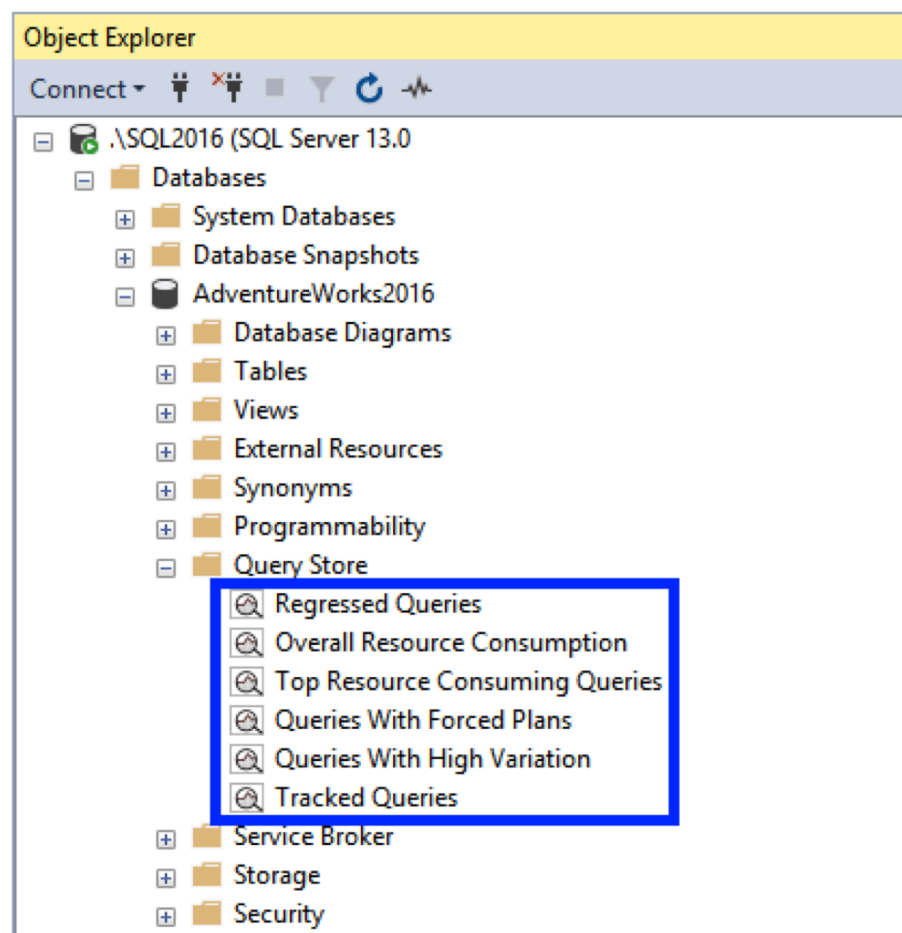 Object Explorer
Connect
.\SQL2016 (SQL Server 13.0
Databases
System Databases
Database Snapshots
AdventureWorks2016
Database Diagrams
Tables
Views
External Resources
Synonyms
Programmability
Query Store
Regressed Queries
Overall Resource Consumption
Top Resource Consuming Queries
Queries With Forced Plans
Queries With High Variation
Tracked Queries
Service Broker
Storage
Security